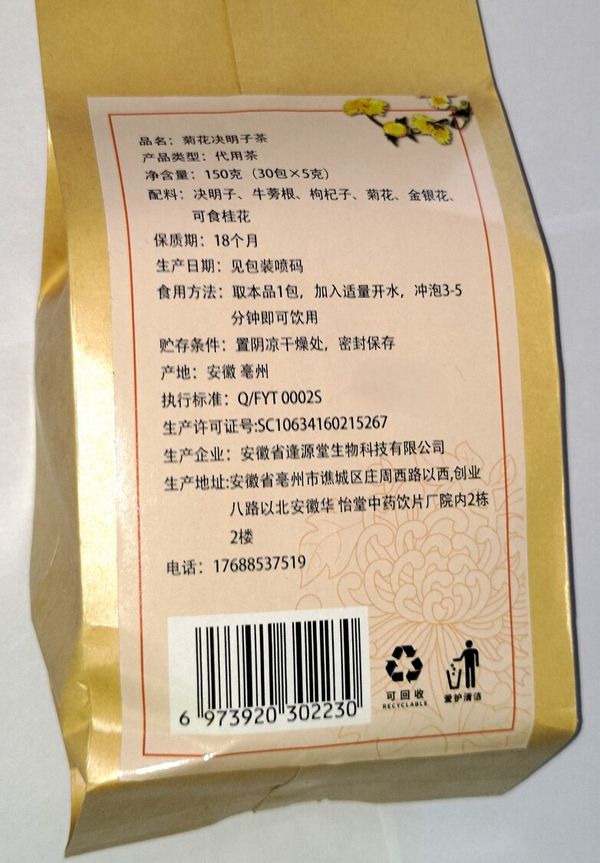 品名：菊花决明子茶
产品类型：代用茶
净含量：150克（30包×5克）
配料：决明子、牛蒡根、枸杞子、菊花、金银花、
可食桂花
保质期：18个月
生产日期：见包装喷码
食用方法：取本品1包，加入适量开水，冲泡3-5
分钟即可饮用
贮存条件：置阴凉干燥处，密封保存
产地：安徽 亳州
执行标准：Q/FYT 0002S
生产许可证号:SC10634160215267
生产企业：安徽省逢源堂生物科技有限公司
生产地址:安徽省亳州市谯城区庄周西路以西,创业
八路以北安徽华 怡堂中药饮片厂院内2栋
2楼
电话：17688537519
6 973920 302230
可回收
RECYCLABLE
爱护清洁